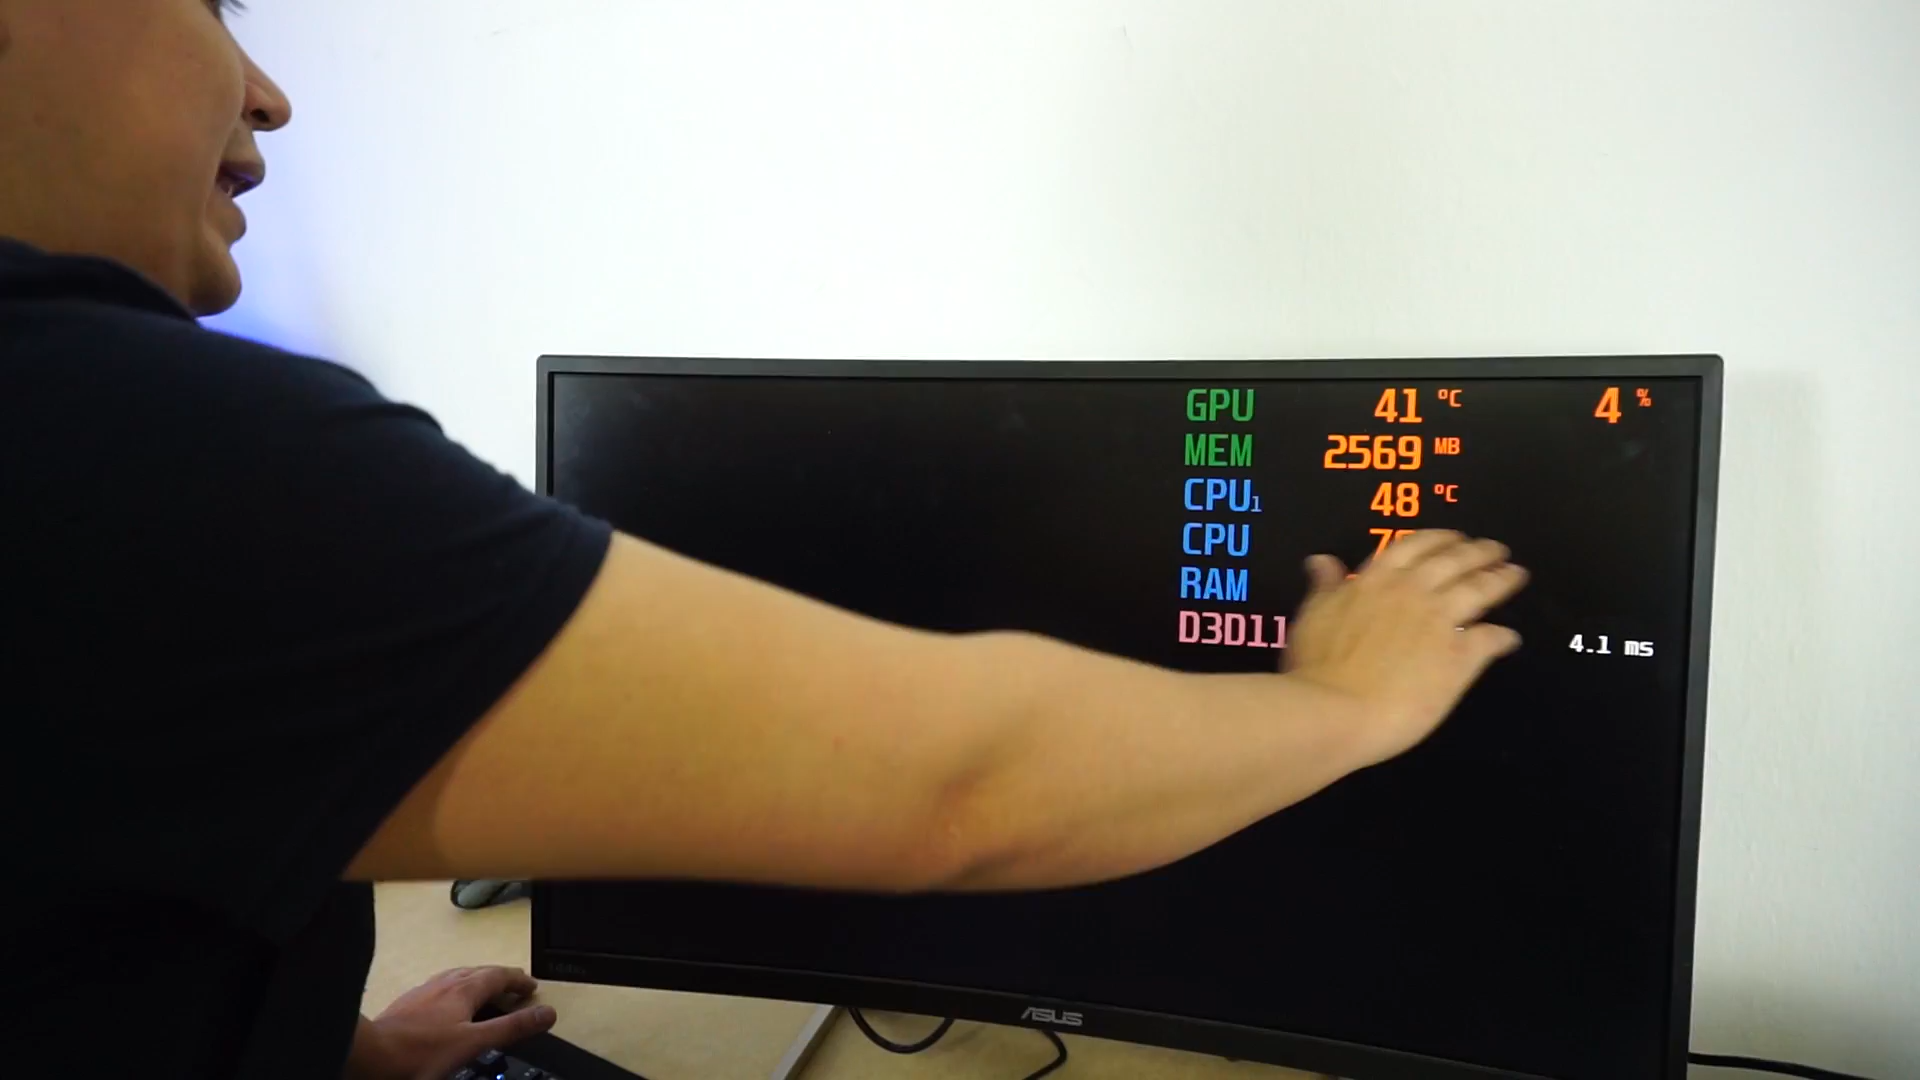 GPU 41 °C 4 %
MEM 2569 MB
CPU1 48 °C
CPU
RAM
D3D11 4.1 ms
ASUS